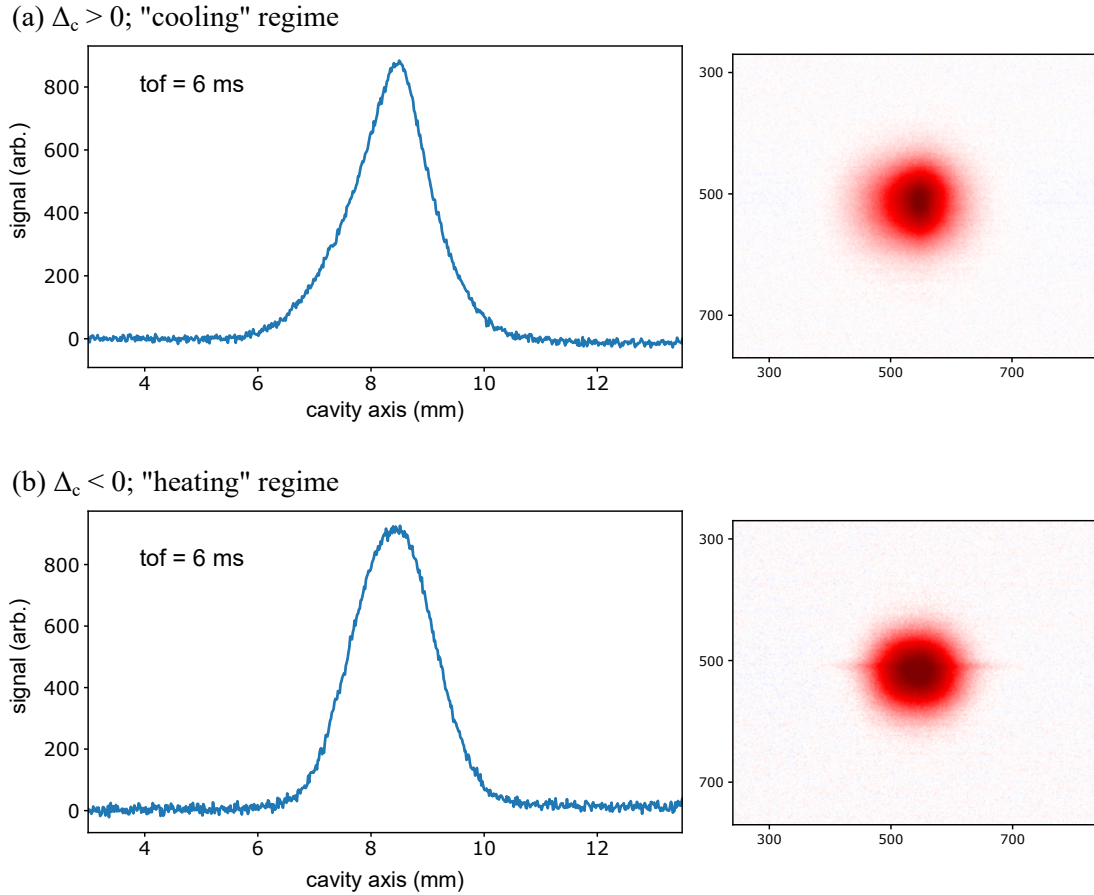 (a) Δc > 0; "cooling" regime
800
600
400
200
0
signal (arb.)
tof = 6 ms
4 6 8 10 12
cavity axis (mm)
300
500
700
300 500 700
(b) Δc < 0; "heating" regime
800
600
400
200
0
signal (arb.)
tof = 6 ms
4 6 8 10 12
cavity axis (mm)
300
500
700
300 500 700